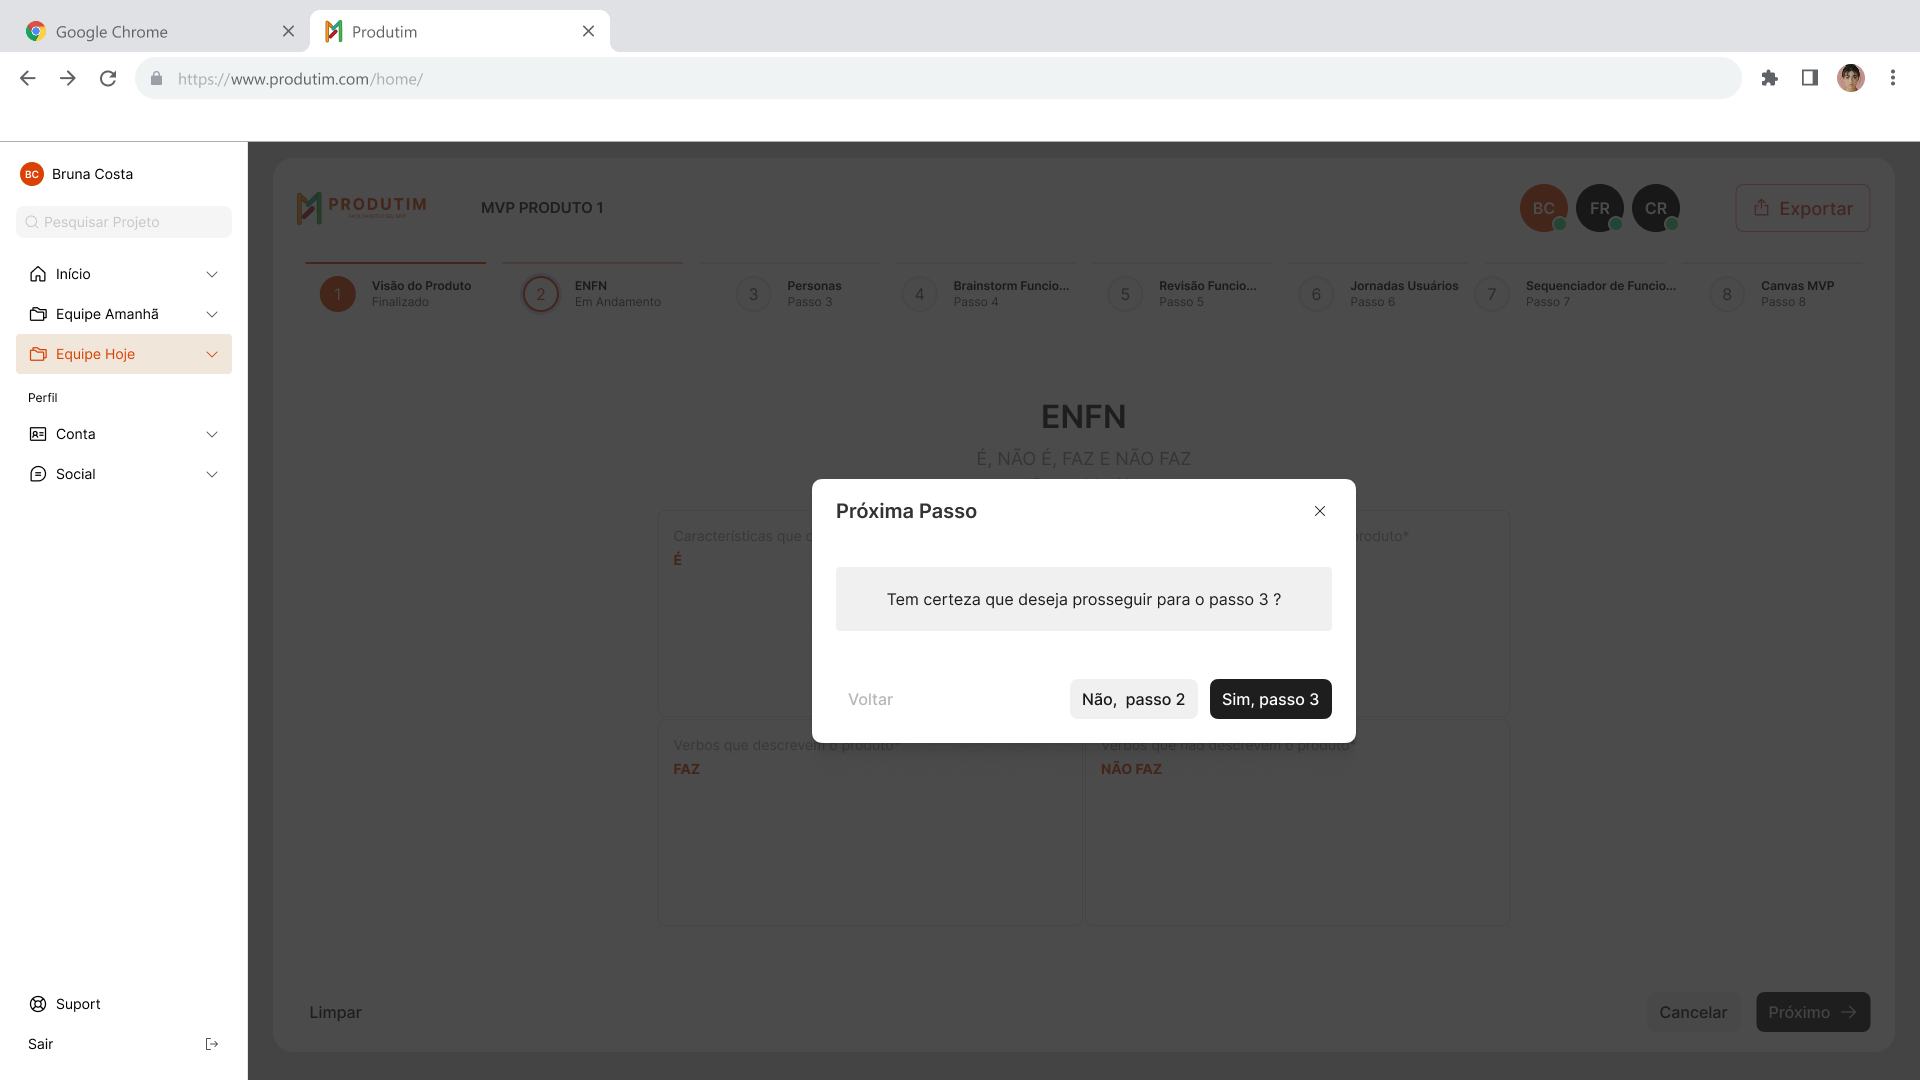 Google Chrome
Produtim
https://www.produtim.com/home/
BC Bruna Costa
Pesquisar Projeto
Início
Equipe Amanhã
Equipe Hoje
Perfil
Conta
Social
Suport
Sair
PRODUTIM
MVP PRODUTO 1
BC
FR
CR
Exportar
1 Visão do Produto
Finalizado
2 ENFN
Em Andamento
3 Personas
Passo 3
4 Brainstorm Funcio...
Passo 4
5 Revisão Funcio...
Passo 5
6 Jornadas Usuários
Passo 6
7 Sequenciador de Funcio...
Passo 7
8 Canvas MVP
Passo 8
ENFN
É, NÃO É, FAZ E NÃO FAZ
Características que
É
produto*
Próxima Passo
Tem certeza que deseja prosseguir para o passo 3 ?
Voltar
Não,  passo 2
Sim, passo 3
Verbos que descrevem o produto*
FAZ
Verbos que não descrevem o produto*
NÃO FAZ
Limpar
Cancelar
Próximo